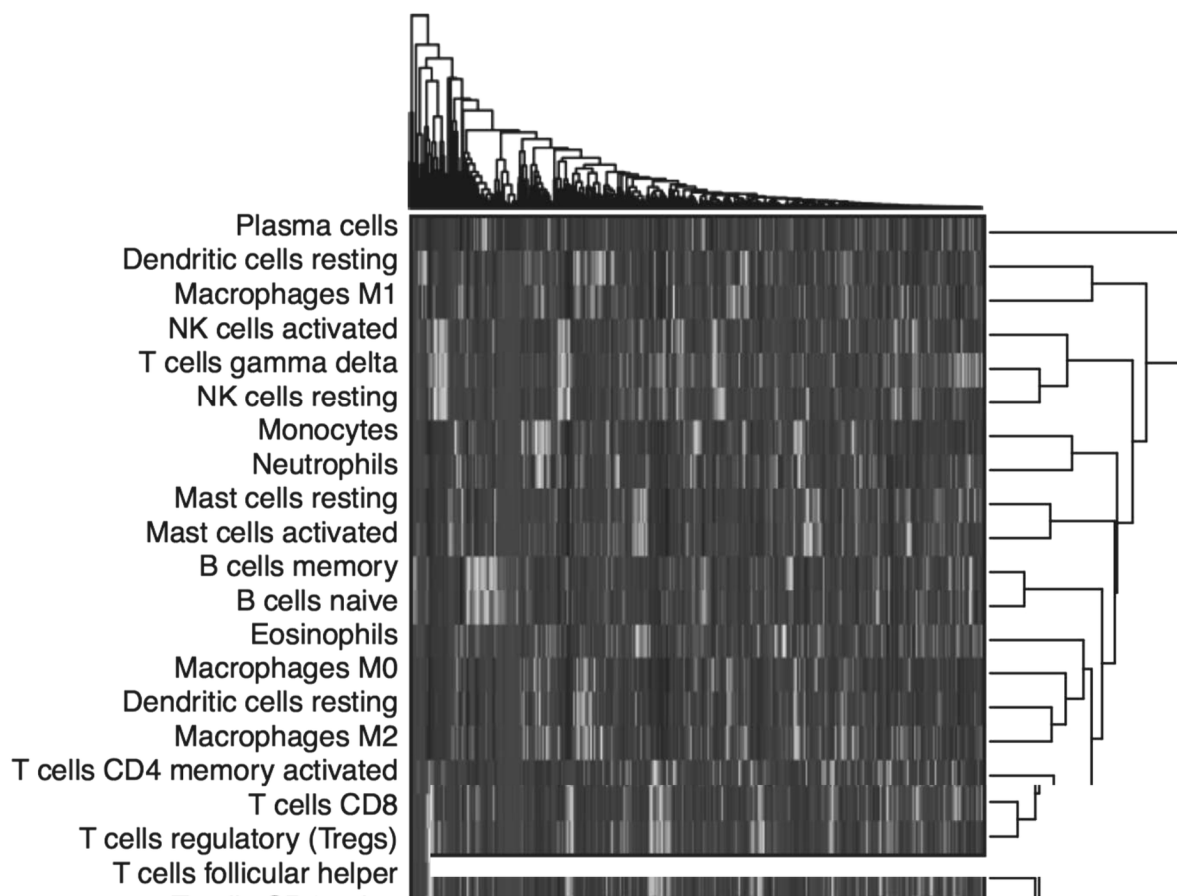 Plasma cells
Dendritic cells resting
Macrophages M1
NK cells activated
T cells gamma delta
NK cells resting
Monocytes
Neutrophils
Mast cells resting
Mast cells activated
B cells memory
B cells naive
Eosinophils
Macrophages M0
Dendritic cells resting
Macrophages M2
T cells CD4 memory activated
T cells CD8
T cells regulatory (Tregs)
T cells follicular helper